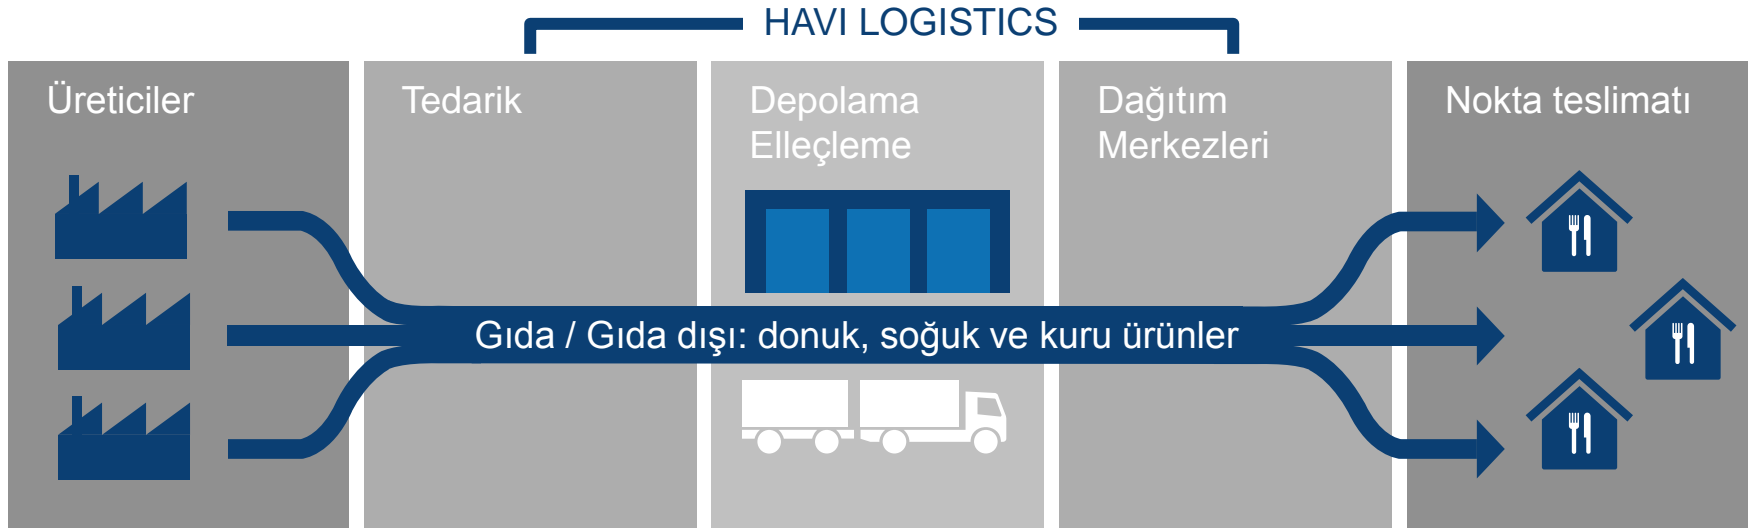 HAVI LOGISTICS
Üreticiler
Tedarik
Depolama
Elleçleme
Dağıtım
Merkezleri
Nokta teslimatı
Gıda / Gıda dışı: donuk, soğuk ve kuru ürünler